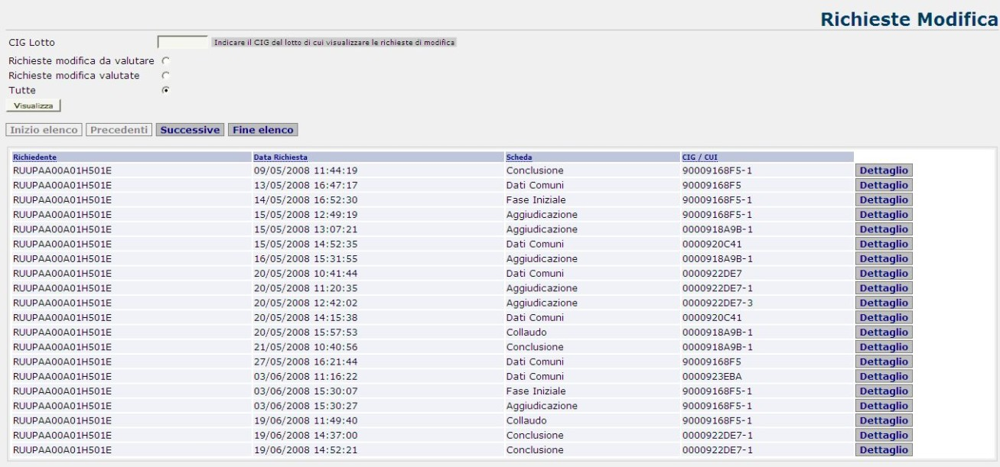 Richieste Modifica
CIG Lotto Indicare il CIG del lotto di cui visualizzare le richieste di modifica
Richieste modifica da valutare
Richieste modifica valutate
Tutte
Visualizza
Inizio elenco Precedenti Successive Fine elenco
Richiedente Data Richiesta Scheda CIG / CUI
RUUPAA00A01H501E 09/05/2008 11:44:19 Conclusione 90009168F5-1 Dettaglio
RUUPAA00A01H501E 13/05/2008 16:47:17 Dati Comuni 90009168F5 Dettaglio
RUUPAA00A01H501E 14/05/2008 16:52:30 Fase Iniziale 90009168F5-1 Dettaglio
RUUPAA00A01H501E 15/05/2008 12:49:19 Aggiudicazione 90009168F5-1 Dettaglio
RUUPAA00A01H501E 15/05/2008 13:07:21 Aggiudicazione 0000918A9B-1 Dettaglio
RUUPAA00A01H501E 15/05/2008 14:52:35 Dati Comuni 0000920C41 Dettaglio
RUUPAA00A01H501E 16/05/2008 15:31:55 Aggiudicazione 0000918A9B-1 Dettaglio
RUUPAA00A01H501E 20/05/2008 10:41:44 Dati Comuni 0000922DE7 Dettaglio
RUUPAA00A01H501E 20/05/2008 11:20:35 Aggiudicazione 0000922DE7-1 Dettaglio
RUUPAA00A01H501E 20/05/2008 12:42:02 Aggiudicazione 0000922DE7-3 Dettaglio
RUUPAA00A01H501E 20/05/2008 14:15:38 Dati Comuni 0000920C41 Dettaglio
RUUPAA00A01H501E 20/05/2008 15:57:53 Collaudo 0000918A9B-1 Dettaglio
RUUPAA00A01H501E 21/05/2008 10:40:56 Conclusione 0000918A9B-1 Dettaglio
RUUPAA00A01H501E 27/05/2008 16:21:44 Dati Comuni 90009168F5 Dettaglio
RUUPAA00A01H501E 03/06/2008 11:16:22 Dati Comuni 0000923EBA Dettaglio
RUUPAA00A01H501E 03/06/2008 15:30:07 Fase Iniziale 90009168F5-1 Dettaglio
RUUPAA00A01H501E 03/06/2008 15:30:27 Aggiudicazione 90009168F5-1 Dettaglio
RUUPAA00A01H501E 19/06/2008 11:49:40 Collaudo 90009168F5-1 Dettaglio
RUUPAA00A01H501E 19/06/2008 14:37:00 Conclusione 0000922DE7-1 Dettaglio
RUUPAA00A01H501E 19/06/2008 14:52:21 Conclusione 0000922DE7-1 Dettaglio